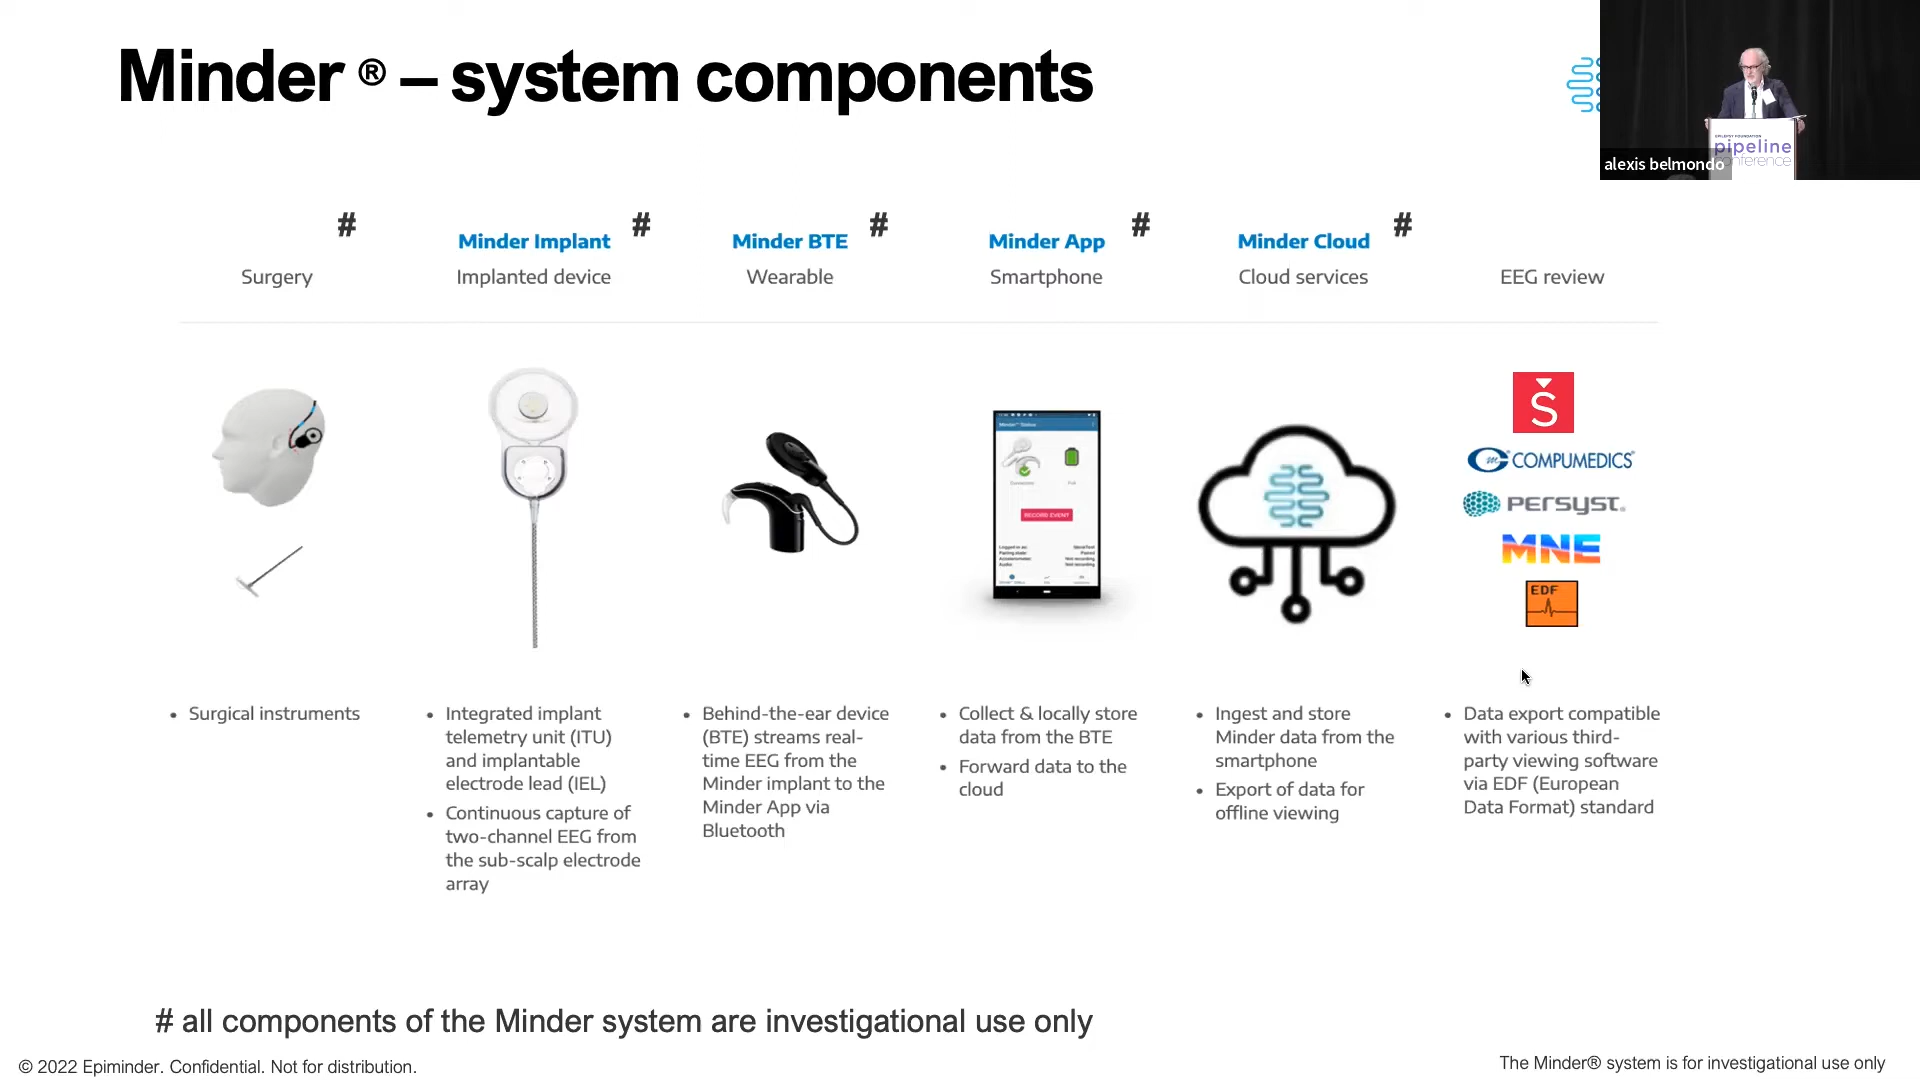 Minder ® – system components
alexis belmondo
EPILEPSY FOUNDATION
pipeline
conference
#
Surgery
#
Minder Implant
Implanted device
#
Minder BTE
Wearable
#
Minder App
Smartphone
#
Minder Cloud
Cloud services
EEG review
RECORD EVENT
Š
COMPUMEDICS®
PERSYST®
MNE
EDF
• Surgical instruments
• Integrated implant
telemetry unit (ITU)
and implantable
electrode lead (IEL)
• Continuous capture of
two-channel EEG from
the sub-scalp electrode
array
• Behind-the-ear device
(BTE) streams real-
time EEG from the
Minder implant to the
Minder App via
Bluetooth
• Collect & locally store
data from the BTE
• Forward data to the
cloud
• Ingest and store
Minder data from the
smartphone
• Export of data for
offline viewing
• Data export compatible
with various third-
party viewing software
via EDF (European
Data Format) standard
# all components of the Minder system are investigational use only
© 2022 Epiminder. Confidential. Not for distribution.
The Minder® system is for investigational use only